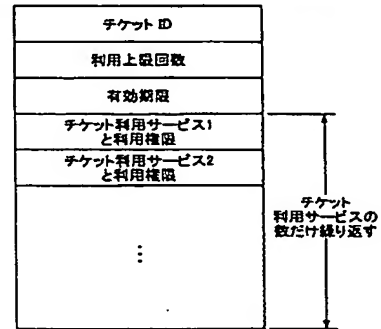 チケット ID
利用上限回数
有効期限
チケット利用サービス1
と利用権限
チケット利用サービス2
と利用権限
⋮
チケット
利用サービスの
数だけ繰り返す